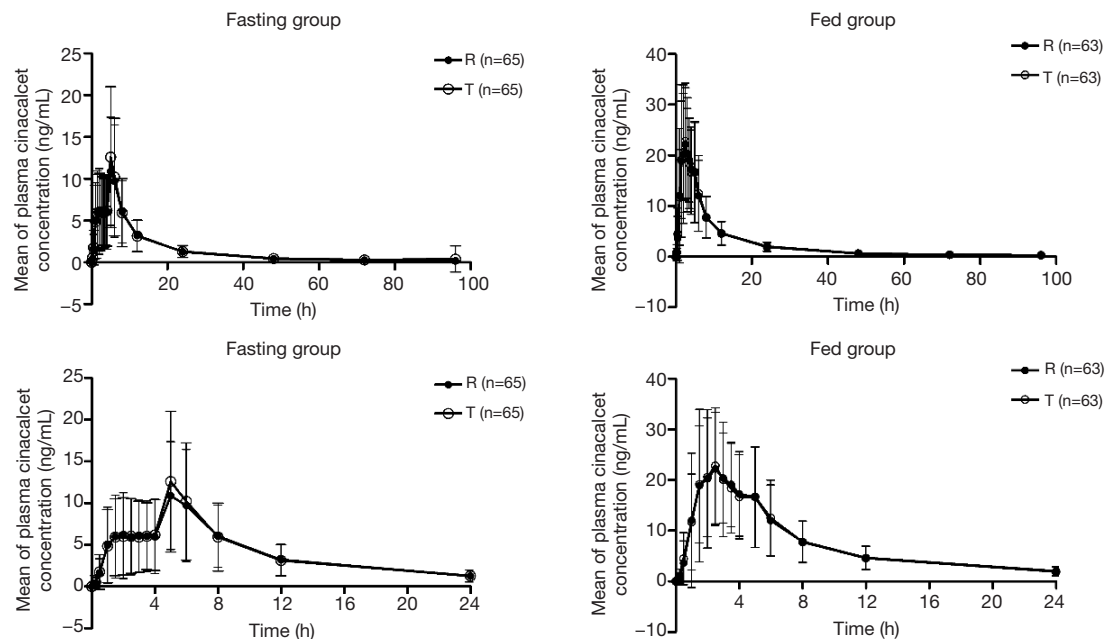 Fasting group
Mean of plasma cinacalcet
concentration (ng/mL)
25
20
15
10
5
0
−5
R (n=65)
T (n=65)
20 40 60 80 100
Time (h)
Fed group
Mean of plasma cinacalcet
concentration (ng/mL)
40
30
20
10
0
−10
R (n=63)
T (n=63)
20 40 60 80 100
Time (h)
Fasting group
Mean of plasma cinacalcet
concentration (ng/mL)
25
20
15
10
5
0
−5
R (n=65)
T (n=65)
4 8 12 16 20 24
Time (h)
Fed group
Mean of plasma cinacalcet
concentration (ng/mL)
40
30
20
10
0
−10
R (n=63)
T (n=63)
4 8 12 16 20 24
Time (h)